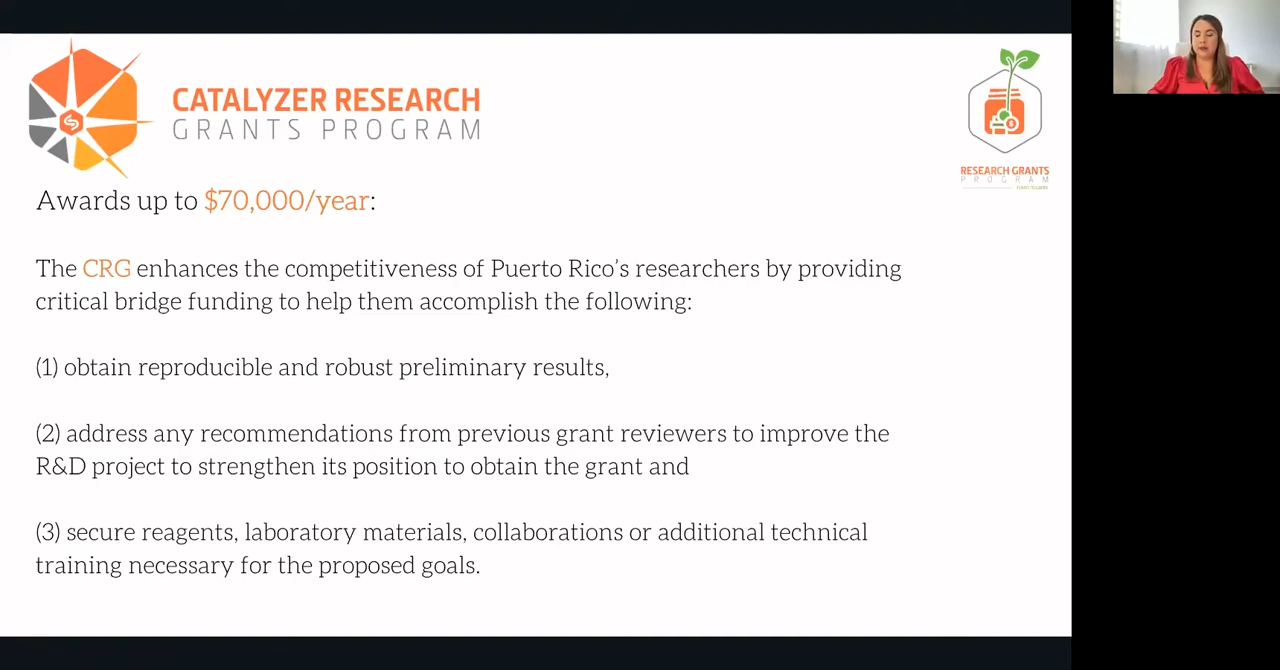 CATALYZER RESEARCH
GRANTS PROGRAM
RESEARCH GRANTS
PROGRAM
Awards up to $70,000/year:
The CRG enhances the competitiveness of Puerto Rico’s researchers by providing
critical bridge funding to help them accomplish the following:
(1) obtain reproducible and robust preliminary results,
(2) address any recommendations from previous grant reviewers to improve the
R&D project to strengthen its position to obtain the grant and
(3) secure reagents, laboratory materials, collaborations or additional technical
training necessary for the proposed goals.